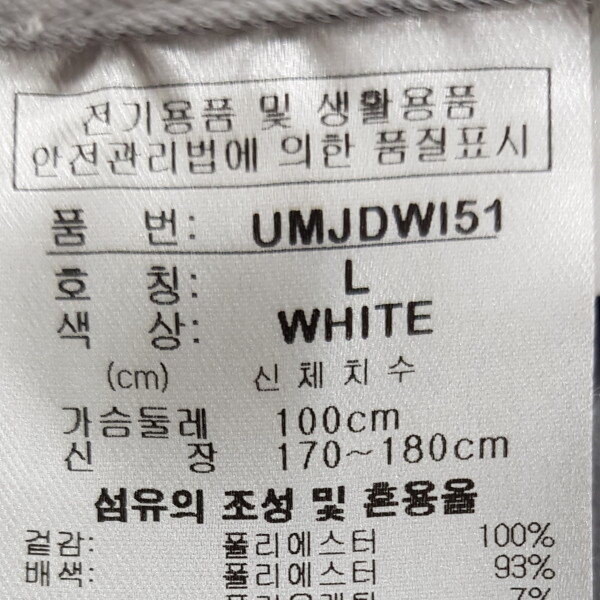 전기용품 및 생활용품
안전관리법에 의한 품질표시
품 번: UMJDWI51
호 칭: L
색 상: WHITE
(cm) 신체치수
가슴둘레 100cm
신 장 170~180cm
섬유의 조성 및 혼용율
겉감: 폴리에스터 100%
배색: 폴리에스터 93%
7%